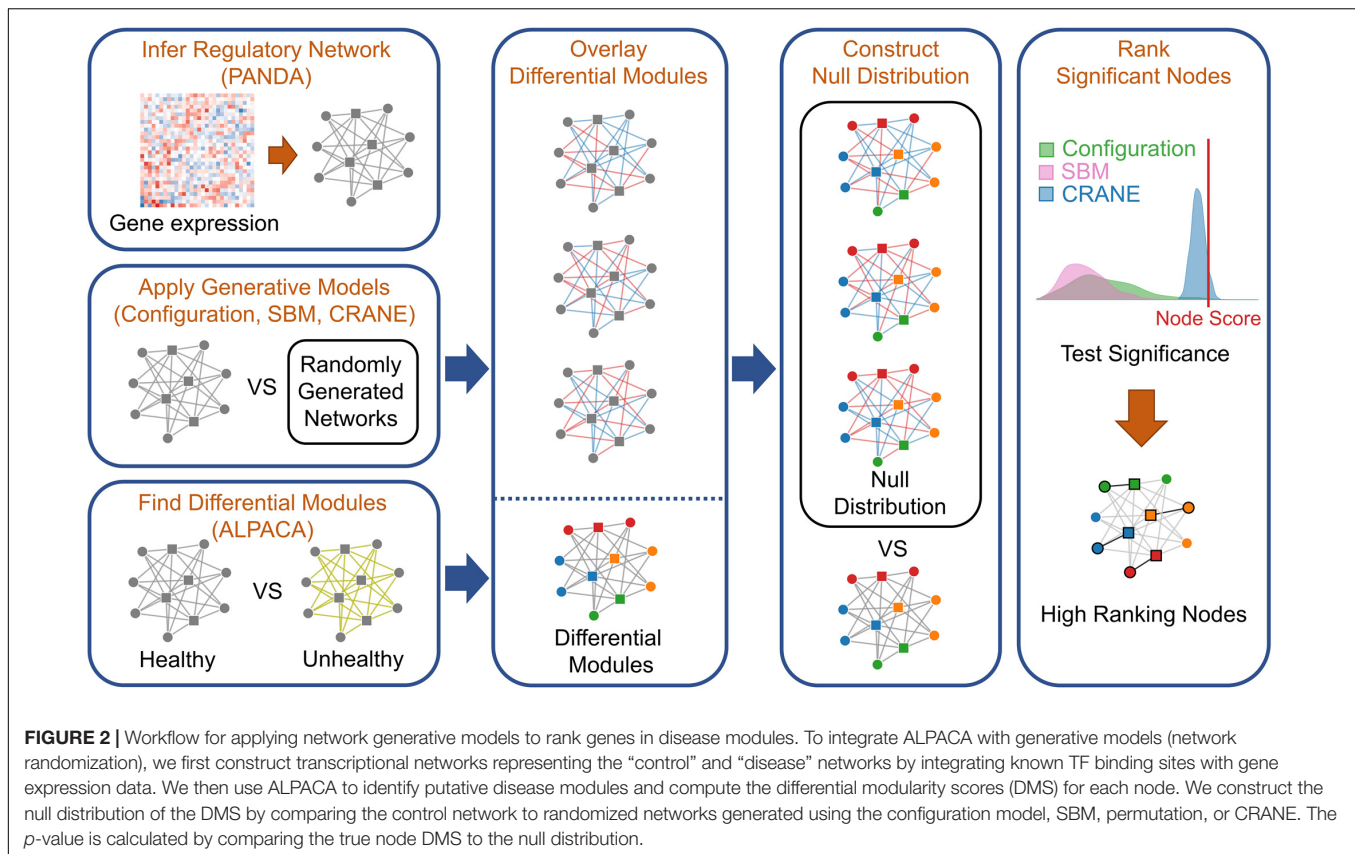 Infer Regulatory Network
(PANDA)
Gene expression
Apply Generative Models
(Configuration, SBM, CRANE)
VS
Randomly
Generated
Networks
Find Differential Modules
(ALPACA)
VS
Healthy
Unhealthy
Overlay
Differential Modules
Differential
Modules
Construct
Null Distribution
Null
Distribution
VS
Rank
Significant Nodes
Configuration
SBM
CRANE
Node Score
Test Significance
High Ranking Nodes
FIGURE 2 | Workflow for applying network generative models to rank genes in disease modules. To integrate ALPACA with generative models (network
randomization), we first construct transcriptional networks representing the “control” and “disease” networks by integrating known TF binding sites with gene
expression data. We then use ALPACA to identify putative disease modules and compute the differential modularity scores (DMS) for each node. We construct the
null distribution of the DMS by comparing the control network to randomized networks generated using the configuration model, SBM, permutation, or CRANE. The
p-value is calculated by comparing the true node DMS to the null distribution.